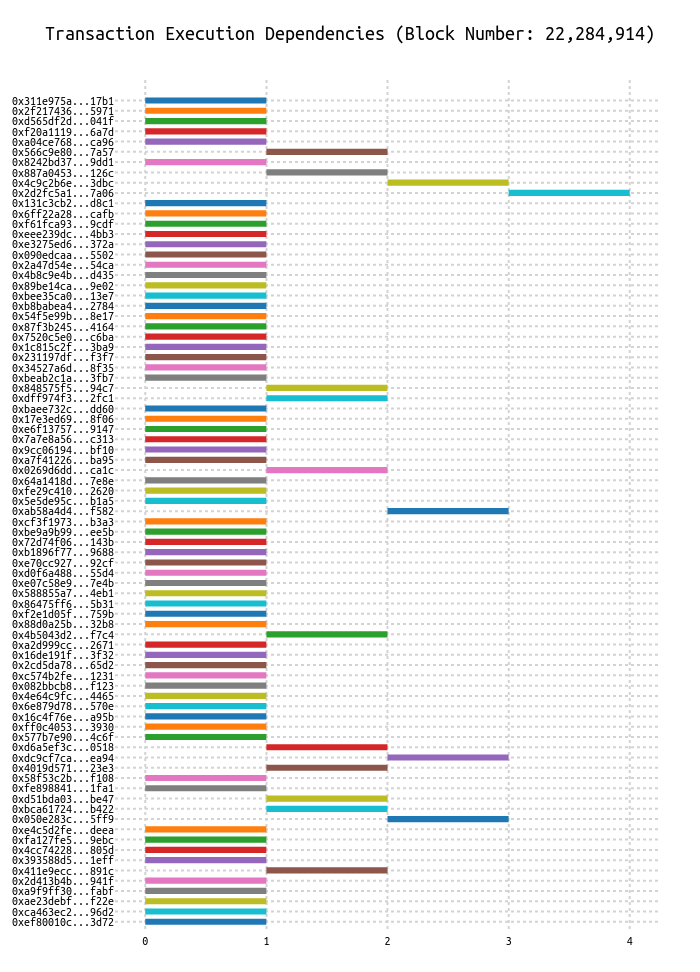 Transaction Execution Dependencies (Block Number: 22,284,914)
0x311e975a...17b1
0x2f217436...5971
0xd565df2d...041f
0xf20a1119...6a7d
0xa04ce768...ca96
0x566c9e80...7a57
0x8242bd37...9dd1
0x887a0453...126c
0x4c9c2b6e...3dbc
0x2d2fc5a1...7a06
0x131c3cb2...d8c1
0x6ff22a28...cafb
0xf61fca93...9cdf
0xeee239dc...4bb3
0xe3275ed6...372a
0x090edcaa...5502
0x2a47d54e...54ca
0x4b8c9e4b...d435
0x89be14ca...9e02
0xbee35ca0...13e7
0xb8babea4...2784
0x54f5e99b...8e17
0x87f3b245...4164
0x7520c5e0...c6ba
0x1c815c2f...3ba9
0x231197df...f3f7
0x34527a6d...8f35
0xbeab2c1a...3fb7
0x848575f5...94c7
0xdff974f3...2fc1
0xbaee732c...dd60
0x17e3ed69...8f06
0xe6f13757...9147
0x7a7e8a56...c313
0x9cc06194...bf10
0xa7f41226...ba95
0x0269d6dd...ca1c
0x64a1418d...7e8e
0xfe29c410...2620
0x5e5de95c...b1a5
0xab58a4d4...f582
0xcf3f1973...b3a3
0xbe9a9b99...ee5b
0x72d74f06...143b
0xb1896f77...9688
0xe70cc927...92cf
0xd0f6a488...55d4
0xe07c58e9...7e4b
0x588855a7...4eb1
0x86475ff6...5b31
0xf2e1d05f...759b
0x88d0a25b...32b8
0x4b5043d2...f7c4
0xa2d999cc...2671
0x16de191f...3f32
0x2cd5da78...65d2
0xc574b2fe...1231
0x082bbcb8...f123
0x4e64c9fc...4465
0x6e879d78...570e
0x16c4f76e...a95b
0xff0c4053...3930
0x577b7e90...4c6f
0xd6a5ef3c...0518
0xdc9cf7ca...ea94
0x4019d571...23e3
0x58f53c2b...f108
0xfe898841...1fa1
0xd51bda03...be47
0xbca61724...b422
0x050e283c...5ff9
0xe4c5d2fe...deea
0xfa127fe5...9ebc
0x4cc74228...805d
0x393588d5...1eff
0x411e9ecc...891c
0x2d413b4b...941f
0xa9f9ff30...fabf
0xae23debf...f22e
0xca463ec2...96d2
0xef80010c...3d72
0 1 2 3 4